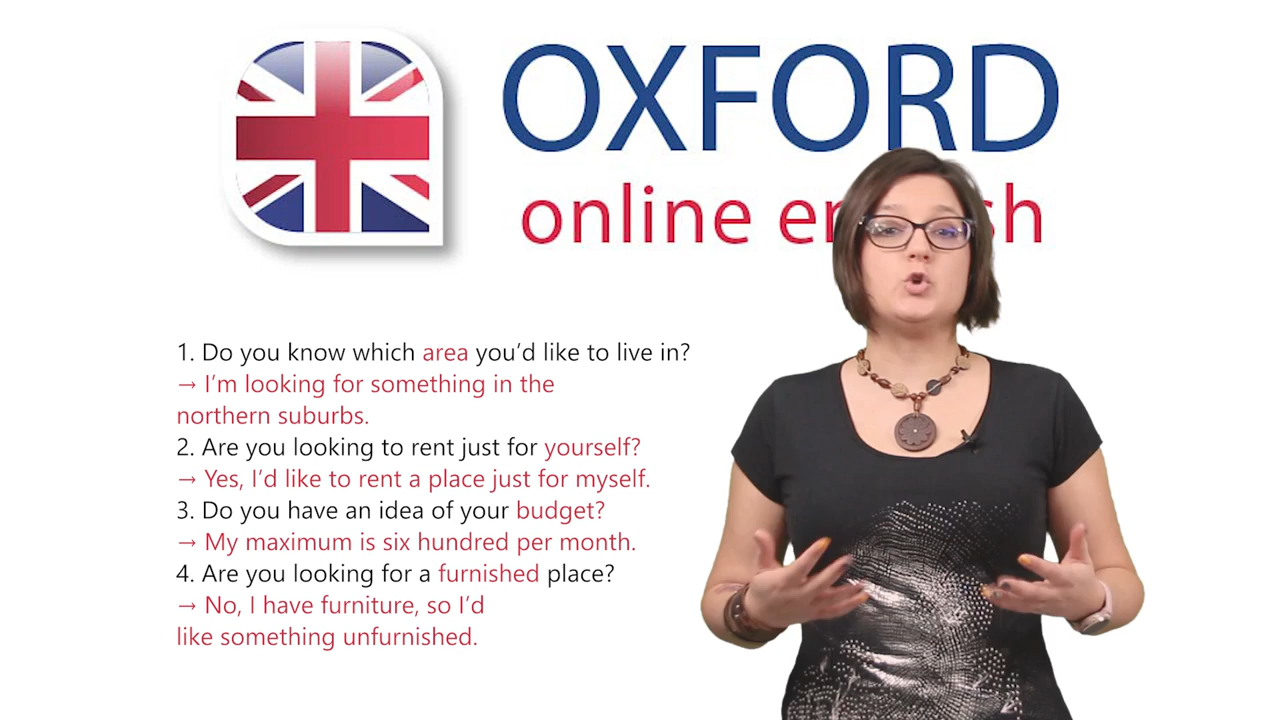 OXFORD
online
1. Do you know which area you'd like to live in?
→ I'm looking for something in the
northern suburbs.
2. Are you looking to rent just for yourself?
→ Yes, I'd like to rent a place just for myself.
3. Do you have an idea of your budget?
→ My maximum is six hundred per month.
4. Are you looking for a furnished place?
→ No, I have furniture, so I'd
like something unfurnished.